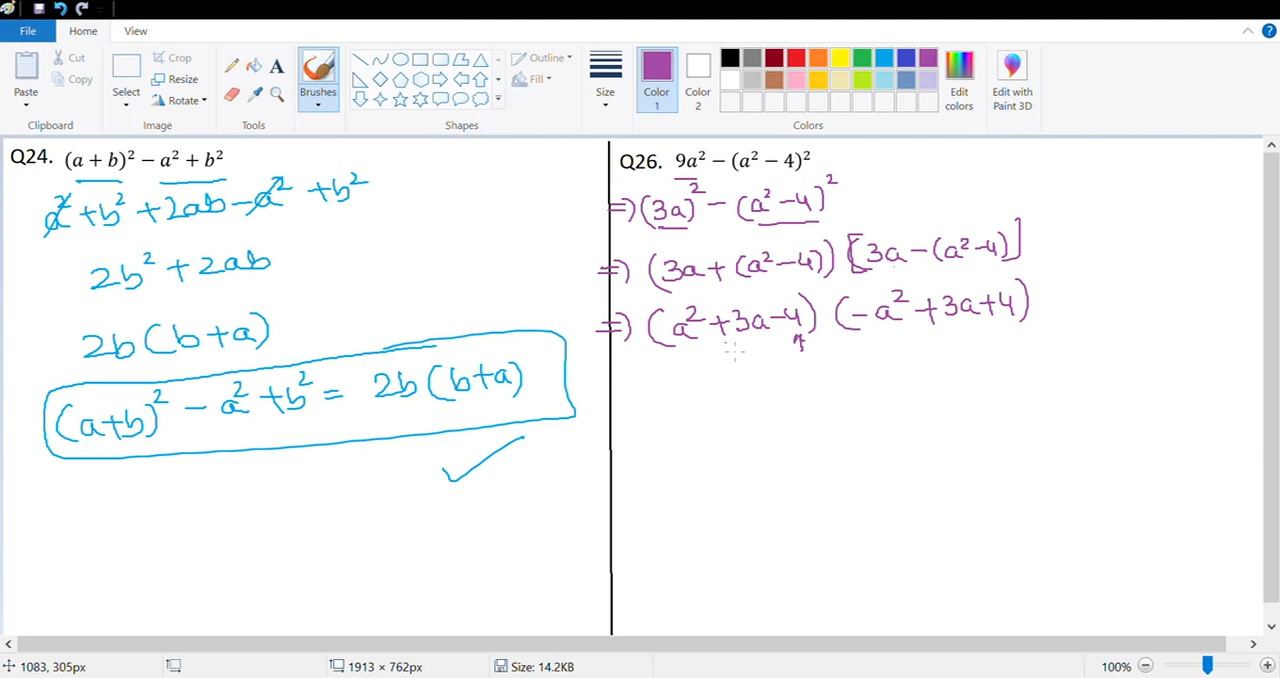 File Home View
Paste Cut Copy Clipboard
Select Crop Resize Rotate Image
Tools
Brushes
Outline Fill Shapes
Size
Color 1 Color 2 Edit colors Edit with Paint 3D Colors
Q24. (a + b)² − a² + b²
a² + b² + 2ab − a² + b²
2b² + 2ab
2b (b+a)
(a+b)² − a² + b² = 2b (b+a)
Q26. 9a² − (a² − 4)²
=) (3a)² − (a² − 4)²
=) (3a + (a² − 4)) [3a − (a² − 4)]
=) (a² + 3a − 4) (−a² + 3a + 4)
1083, 305px 1913 × 762px Size: 14.2KB 100%